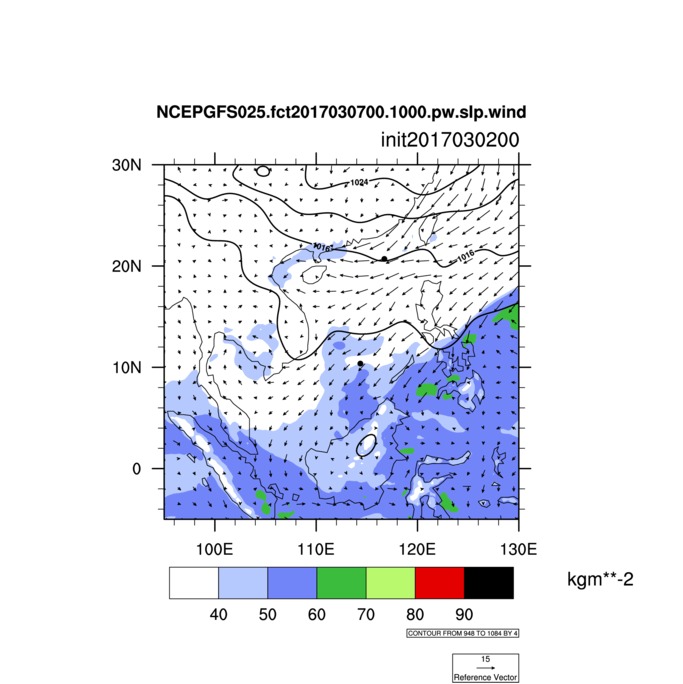 NCEPGFS025.fct2017030700.1000.pw.slp.wind
init2017030200
30N
1024
1016
1016
20N
10N
0
100E 110E 120E 130E
kgm**-2
40 50 60 70 80 90
CONTOUR FROM 948 TO 1084 BY 4
15
Reference Vector